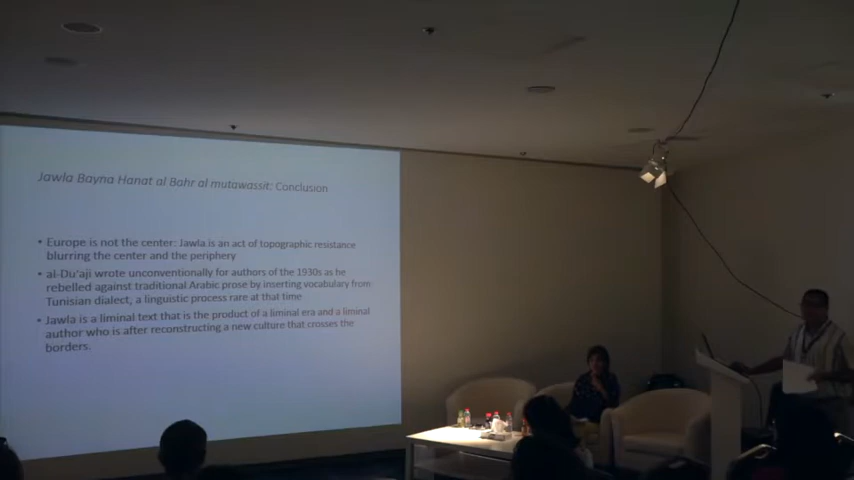 Jawla Bayna Hanat al Bahr al mutawassit: Conclusion
• Europe is not the center: Jawla is an act of topographic resistance
blurring the center and the periphery
• al-Du'aji wrote unconventionally for authors of the 1930s as he
rebelled against traditional Arabic prose by inserting vocabulary from
Tunisian dialect, a linguistic process rare at that time
• Jawla is a liminal text that is the product of a liminal era and a liminal
author who is after reconstructing a new culture that crosses the
borders.